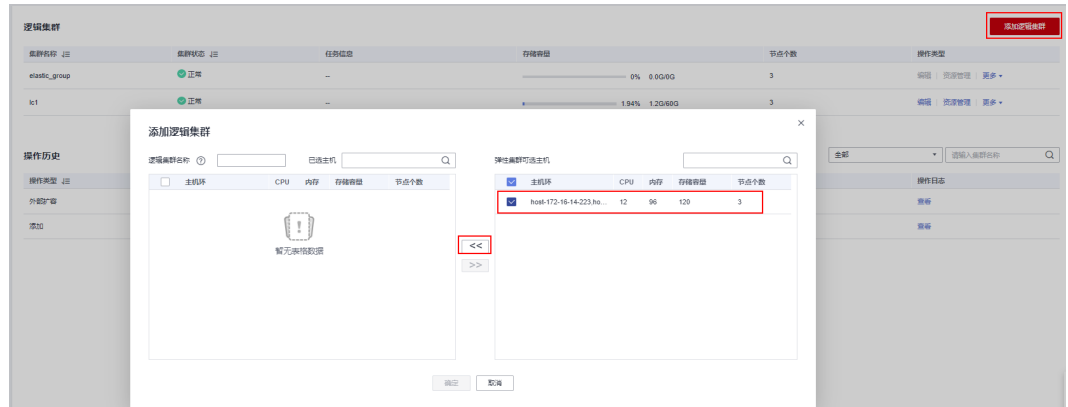 逻辑集群
添加逻辑集群
集群名称 集群状态 任务信息 存储容量 节点个数 操作类型
elastic_group 正常 -- 0% 0.0G/0G 3 编辑 | 资源管理 | 更多
lc1 正常 -- 1.94% 1.2G/60G 3 编辑 | 资源管理 | 更多
添加逻辑集群 ×
逻辑集群名称 ? 已选主机 弹性集群可选主机
主机环 CPU 内存 存储容量 节点个数
主机环 CPU 内存 存储容量 节点个数
host-172-16-14-223,ho... 12 96 120 3
暂无表格数据
<<
>>
确定 取消
操作历史 全部 请输入集群名称
操作类型 操作日志
外部扩容 查看
添加 查看